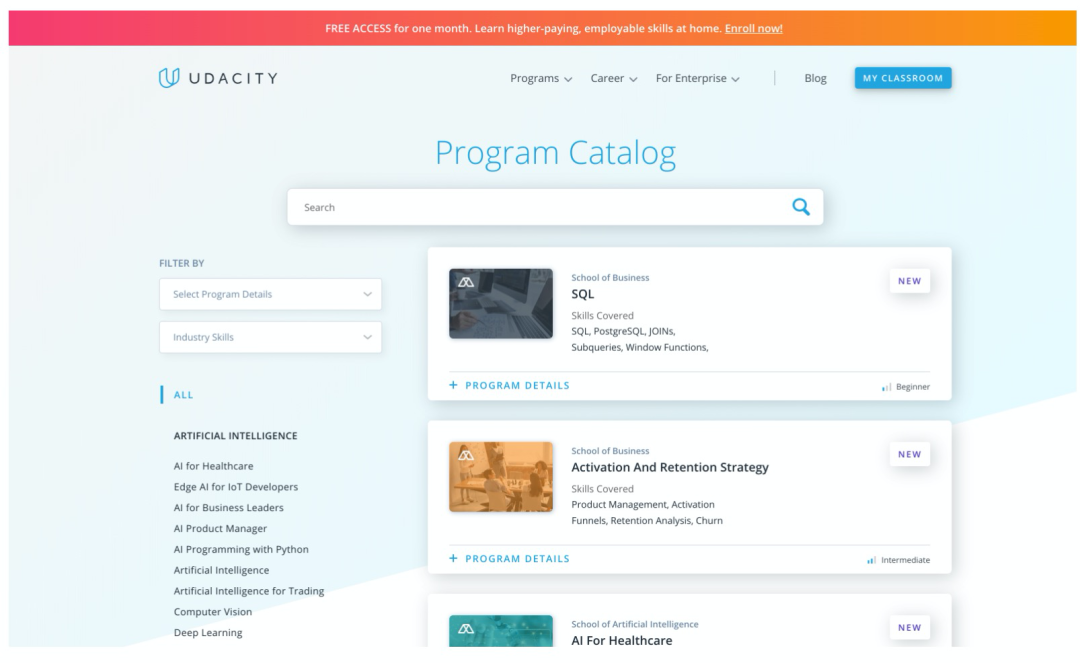 FREE ACCESS for one month. Learn higher-paying, employable skills at home. Enroll now!
UDACITY
Programs
Career
For Enterprise
Blog
MY CLASSROOM
Program Catalog
Search
FILTER BY
Select Program Details
Industry Skills
ALL
ARTIFICIAL INTELLIGENCE
AI for Healthcare
Edge AI for IoT Developers
AI for Business Leaders
AI Product Manager
AI Programming with Python
Artificial Intelligence
Artificial Intelligence for Trading
Computer Vision
Deep Learning
School of Business
NEW
SQL
Skills Covered
SQL, PostgreSQL, JOINs,
Subqueries, Window Functions,
+ PROGRAM DETAILS
Beginner
School of Business
NEW
Activation And Retention Strategy
Skills Covered
Product Management, Activation
Funnels, Retention Analysis, Churn
+ PROGRAM DETAILS
Intermediate
School of Artificial Intelligence
NEW
AI For Healthcare